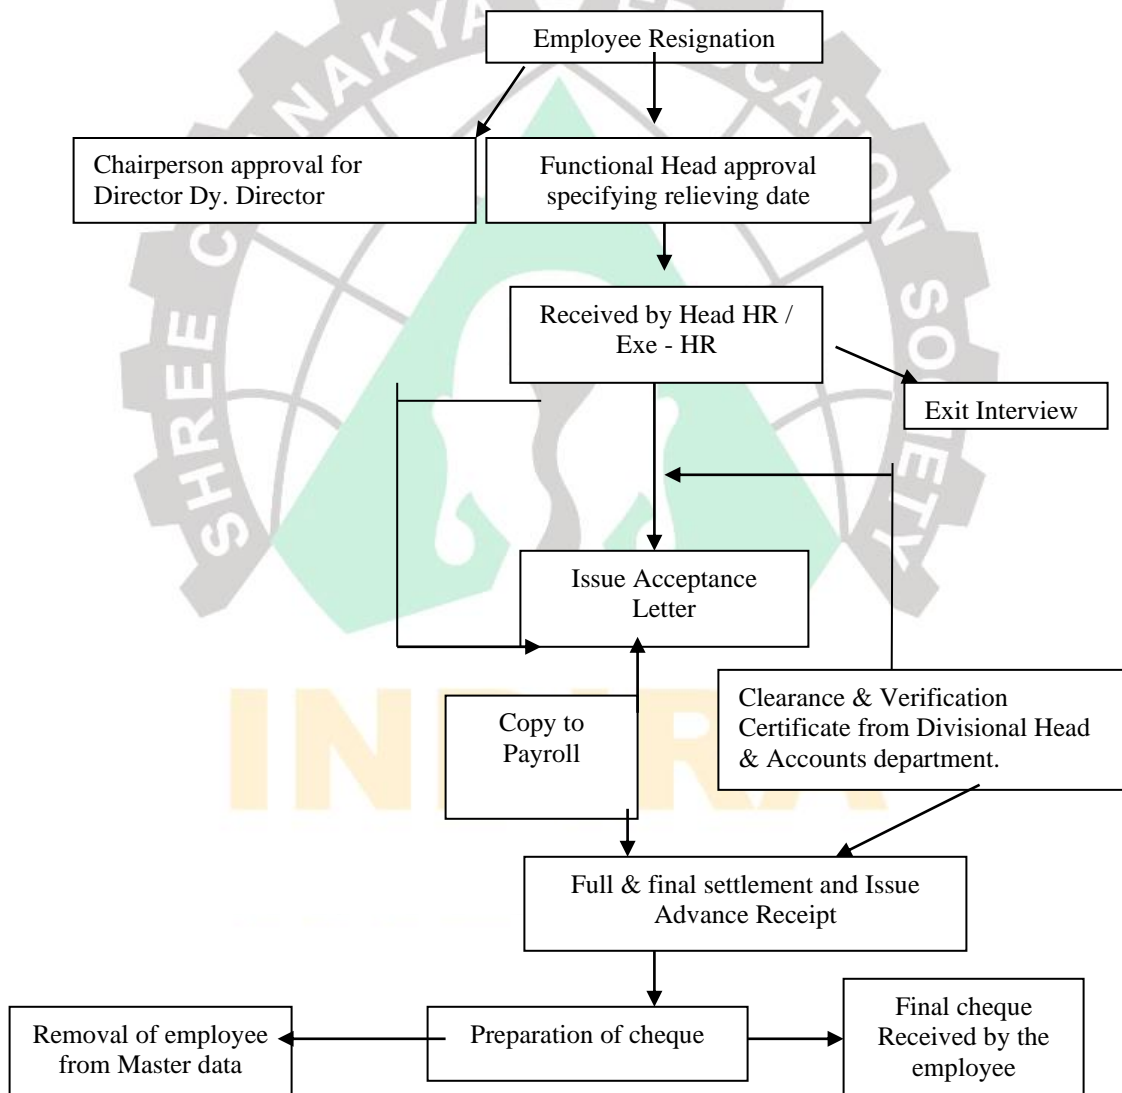 Employee Resignation
Chairperson approval for
Director Dy. Director
Functional Head approval
specifying relieving date
Received by Head HR /
Exe - HR
Exit Interview
Issue Acceptance
Letter
Copy to
Payroll
Clearance & Verification
Certificate from Divisional Head
& Accounts department.
Full & final settlement and Issue
Advance Receipt
Removal of employee
from Master data
Preparation of cheque
Final cheque
Received by the
employee
SHREE
SOCIETY